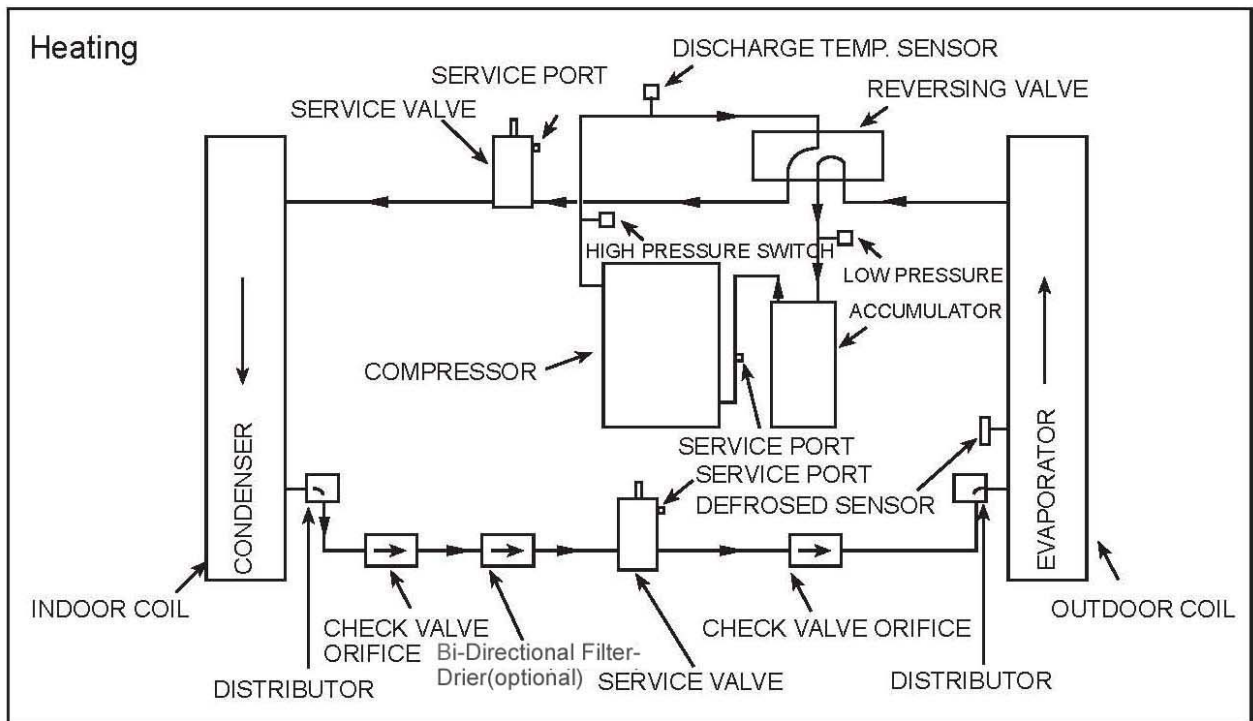 Heating
DISCHARGE TEMP. SENSOR
SERVICE PORT
REVERSING VALVE
SERVICE VALVE
HIGH PRESSURE SWITCH
LOW PRESSURE
ACCUMULATOR
COMPRESSOR
SERVICE PORT
SERVICE PORT
DEFROSED SENSOR
CONDENSER
EVAPORATOR
INDOOR COIL
OUTDOOR COIL
CHECK VALVE
ORIFICE
Bi-Directional Filter-
Drier(optional)
SERVICE VALVE
CHECK VALVE ORIFICE
DISTRIBUTOR
DISTRIBUTOR